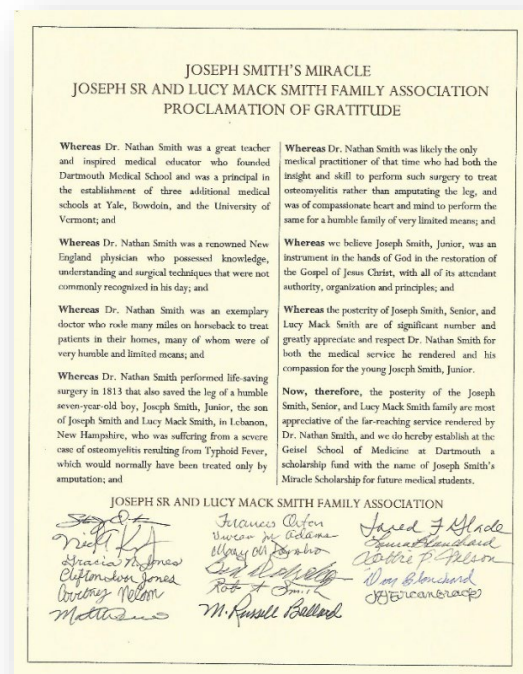 JOSEPH SMITH'S MIRACLE
JOSEPH SR AND LUCY MACK SMITH FAMILY ASSOCIATION
PROCLAMATION OF GRATITUDE
Whereas Dr. Nathan Smith was a great teacher
and inspired medical educator who founded
Dartmouth Medical School and was a principal in
the establishment of three additional medical
schools at Yale, Bowdoin, and the University of
Vermont; and
Whereas Dr. Nathan Smith was a renowned New
England physician who possessed knowledge,
understanding and surgical techniques that were not
commonly recognized in his day; and
Whereas Dr. Nathan Smith was an exemplary
doctor who rode many miles on horseback to treat
patients in their homes, many of whom were of
very humble and limited means; and
Whereas Dr. Nathan Smith performed life-saving
surgery in 1813 that also saved the leg of a humble
seven-year-old boy, Joseph Smith, Junior, the son
of Joseph Smith and Lucy Mack Smith, in Lebanon,
New Hampshire, who was suffering from a severe
case of osteomyelitis resulting from Typhoid Fever,
which would normally have been treated only by
amputation; and
Whereas Dr. Nathan Smith was likely the only
medical practitioner of that time who had both the
insight and skill to perform such surgery to treat
osteomyelitis rather than amputating the leg, and
was of compassionate heart and mind to perform the
same for a humble family of very limited means; and
Whereas we believe Joseph Smith, Junior, was an
instrument in the hands of God in the restoration of
the Gospel of Jesus Christ, with all of its attendant
authority, organization and principles; and
Whereas the posterity of Joseph Smith, Senior, and
Lucy Mack Smith are of significant number and
greatly appreciate and respect Dr. Nathan Smith for
both the medical service he rendered and his
compassion for the young Joseph Smith, Junior.
Now, therefore, the posterity of the Joseph
Smith, Senior, and Lucy Mack Smith family are most
appreciative of the far-reaching service rendered by
Dr. Nathan Smith, and we do hereby establish at the
Geisel School of Medicine at Dartmouth a
scholarship fund with the name of Joseph Smith's
Miracle Scholarship for future medical students.
JOSEPH SR AND LUCY MACK SMITH FAMILY ASSOCIATION
Gracia N. Jones
Jones
Frances Orton
Adams
Mary
Smith
M. Russell Ballard
Jared
Laura Blanchard
Nelson
Blanchard